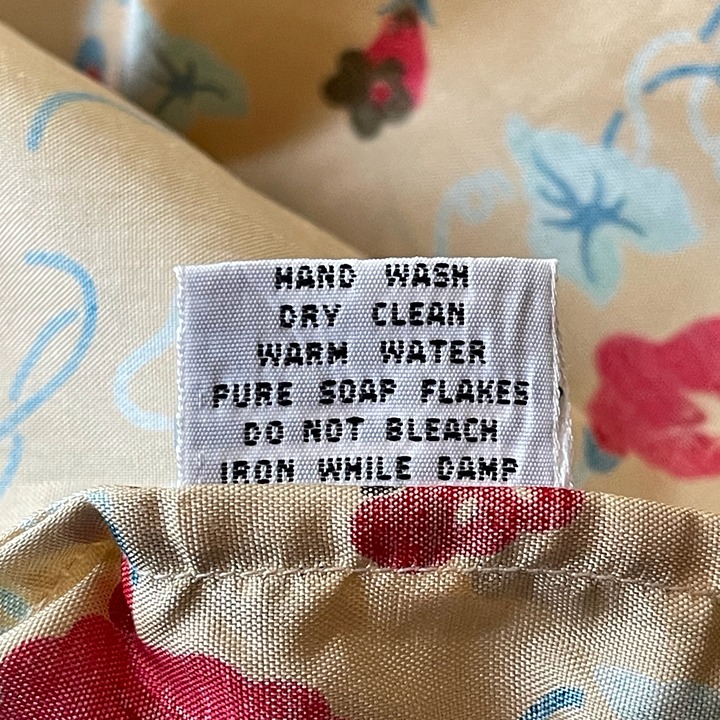 HAND WASH
DRY CLEAN
WARM WATER
PURE SOAP FLAKES
DO NOT BLEACH
IRON WHILE DAMP